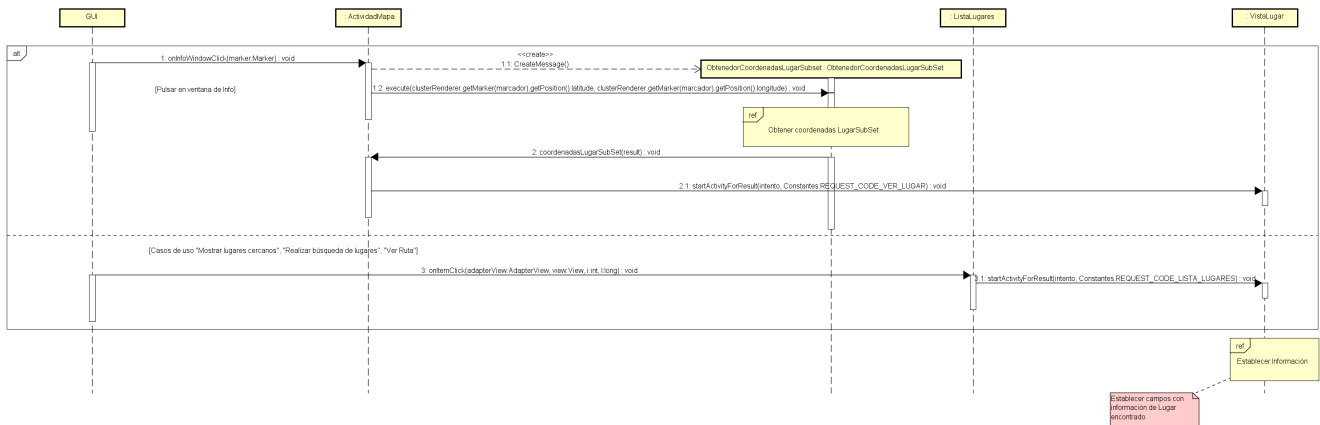 GUI
: ActividadMapa
: ListaLugares
: VistaLugar
alt
<<create>>
1: onInfoWindowClick(marker:Marker) : void
1.1: CreateMessage()
ObtenedorCoordenadasLugarSubset : ObtenedorCoordenadasLugarSubSet
{Pulsar en ventana de Info}
1.2: execute(clusterRenderer.getMarker(marcador).getPosition().latitude, clusterRenderer.getMarker(marcador).getPosition().longitude) : void
ref
Obtener coordenadas LugarSubSet
2: coordenadasLugarSubSet(result) : void
2.1: startActivityForResult(intento, Constantes.REQUEST_CODE_VER_LUGAR) : void
{Casos de uso "Mostrar lugares cercanos", "Realizar búsqueda de lugares", "Ver Ruta"}
3: onItemClick(adapterView:AdapterView, view:View, i:int, l:long) : void
3.1: startActivityForResult(intento, Constantes.REQUEST_CODE_LISTA_LUGARES) : void
ref
Establecer Información
Establecer campos con
información de Lugar
encontrado